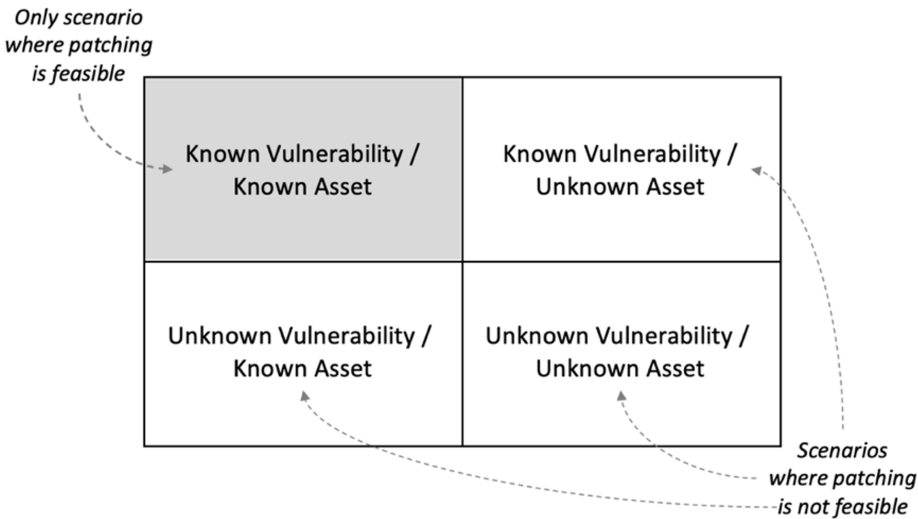 Only scenario
where patching
is feasible
Known Vulnerability /
Known Asset
Known Vulnerability /
Unknown Asset
Unknown Vulnerability /
Known Asset
Unknown Vulnerability /
Unknown Asset
Scenarios
where patching
is not feasible